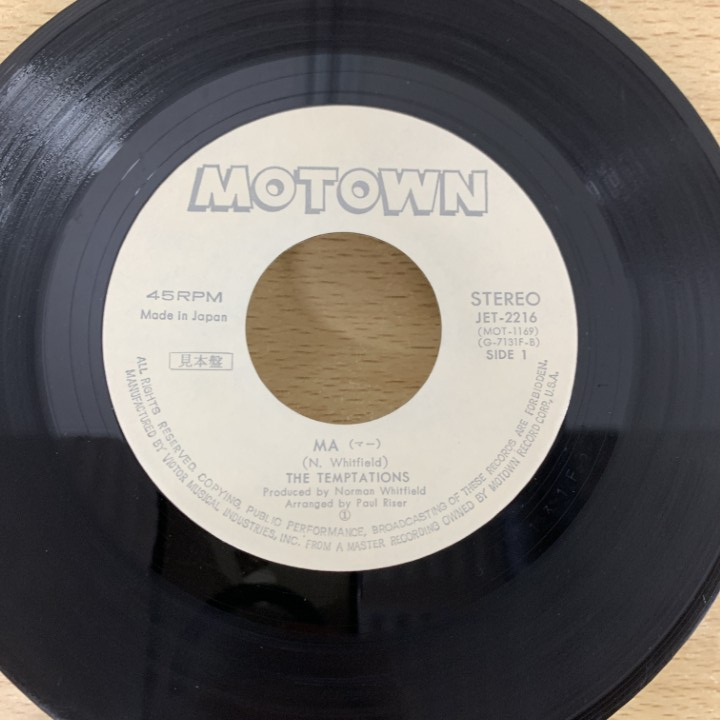 MOTOWN
45RPM
Made in Japan
見本盤
STEREO
JET-2216
(MOT-1169)
(G-7131F-B)
SIDE 1
MA (マー)
(N. Whitfield)
THE TEMPTATIONS
Produced by Norman Whitfield
Arranged by Paul Riser
①
ALL RIGHTS RESERVED. COPYING, PUBLIC PERFORMANCE, BROADCASTING OF THESE RECORDS ARE FORBIDDEN.
MANUFACTURED BY VICTOR MUSICAL INDUSTRIES, INC. FROM A MASTER RECORDING OWNED BY MOTOWN RECORD CORP., U.S.A.